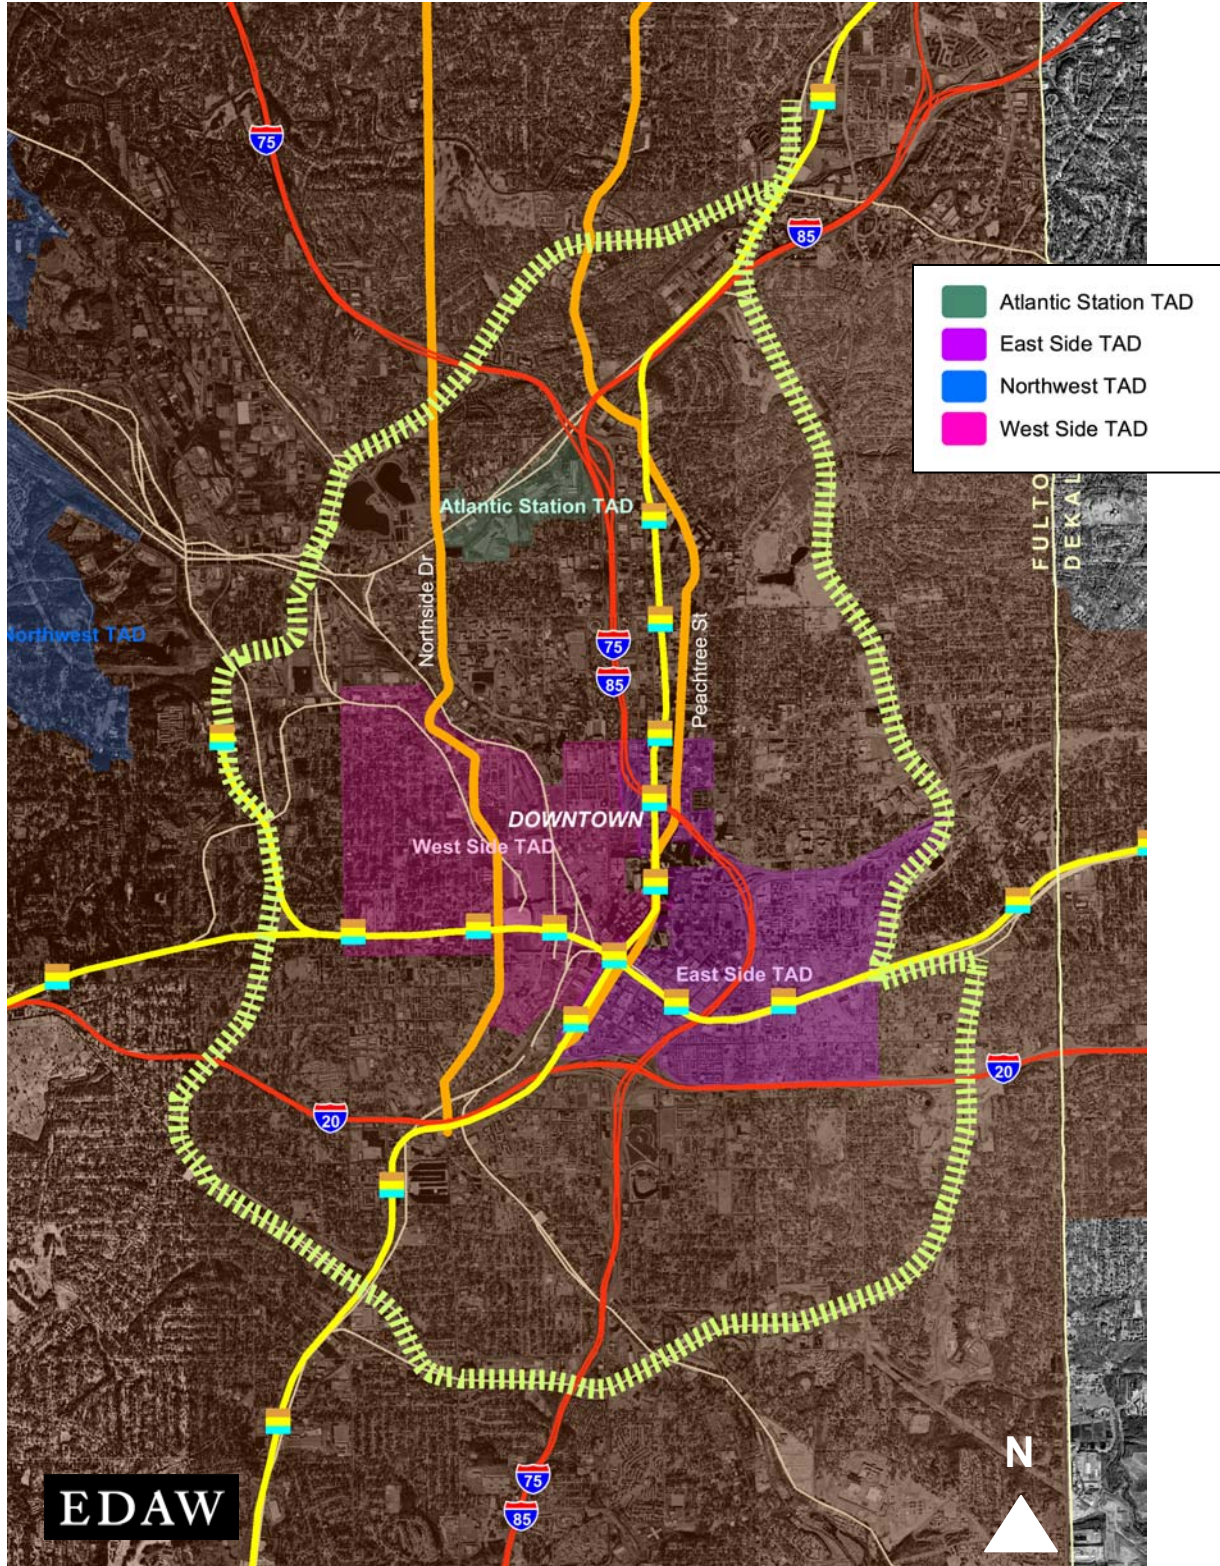 75
85
Atlantic Station TAD
East Side TAD
Northwest TAD
West Side TAD
FULTO
DEKAL
Atlantic Station TAD
Northside Dr
Northwest TAD
75
85
Peachtree St
DOWNTOWN
West Side TAD
East Side TAD
20
20
75
85
N
EDAW